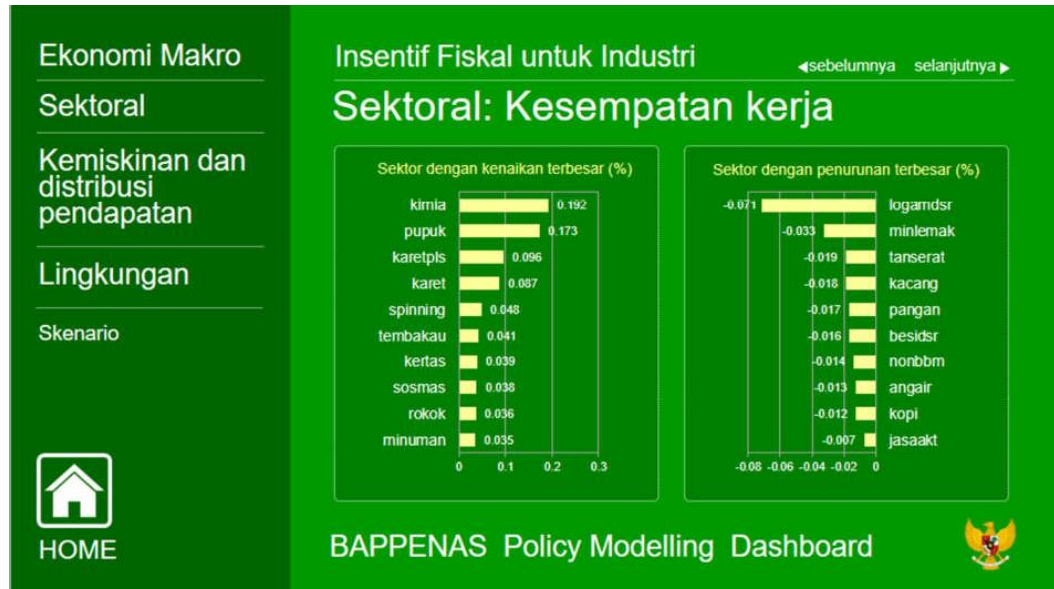 Ekonomi Makro
Sektoral
Kemiskinan dan
distribusi
pendapatan
Lingkungan
Skenario
HOME
Insentif Fiskal untuk Industri
◀sebelumnya selanjutnya▶
Sektoral: Kesempatan kerja
Sektor dengan kenaikan terbesar (%)
kimia 0.192
pupuk 0.173
karetpls 0.096
karet 0.087
spinning 0.048
tembakau 0.041
kertas 0.039
sosmas 0.038
rokok 0.036
minuman 0.035
0 0.1 0.2 0.3
Sektor dengan penurunan terbesar (%)
-0.071 logamdsr
-0.033 minlemak
-0.019 tanserat
-0.018 kacang
-0.017 pangan
-0.016 besidsr
-0.014 nonbbm
-0.013 angair
-0.012 kopi
-0.007 jasaakt
-0.08 -0.06 -0.04 -0.02 0
BAPPENAS Policy Modelling Dashboard